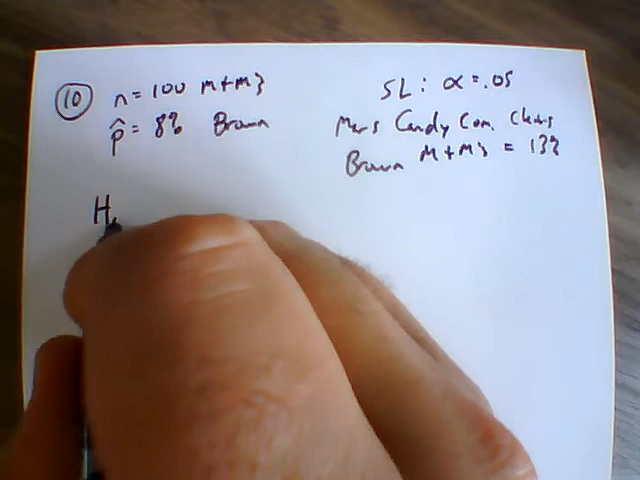 10 n = 100 M+M's
p̂ = 8% Brown
SL: α = .05
Mars Candy Com. Claims
Brown M+M's = 13%
H